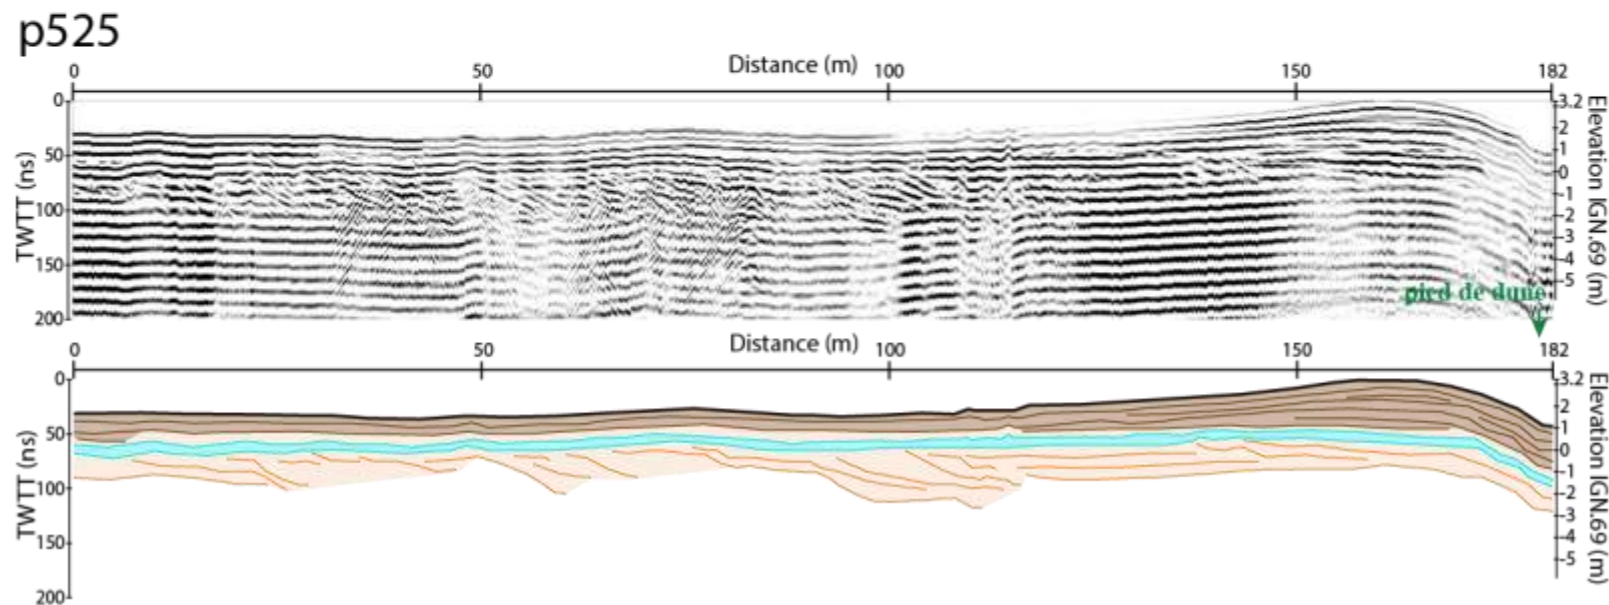 p525
Distance (m)
0 50 100 150 182
TWTT (ns)
0
50
100
150
200
3.2
2
1
0
-1
-2
-3
-4
-5
Elevation IGN.69 (m)
pied de dune
Distance (m)
0 50 100 150 182
TWTT (ns)
0
50
100
150
200
3.2
2
1
0
-1
-2
-3
-4
-5
Elevation IGN.69 (m)